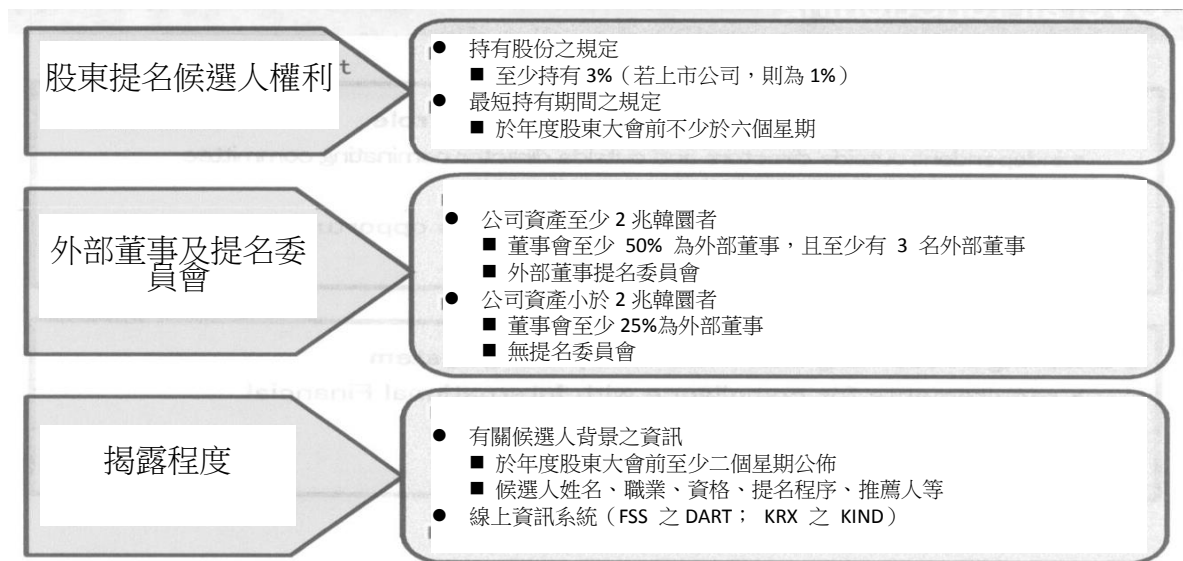 股東提名候選人權利
● 持有股份之規定
■ 至少持有 3%（若上市公司，則為 1%）
● 最短持有期間之規定
■ 於年度股東大會前不少於六個星期
外部董事及提名委
員會
● 公司資產至少 2 兆韓圜者
■ 董事會至少 50% 為外部董事，且至少有 3 名外部董事
■ 外部董事提名委員會
● 公司資產小於 2 兆韓圜者
■ 董事會至少 25%為外部董事
■ 無提名委員會
揭露程度
● 有關候選人背景之資訊
■ 於年度股東大會前至少二個星期公佈
■ 候選人姓名、職業、資格、提名程序、推薦人等
● 線上資訊系統（FSS 之 DART； KRX 之 KIND）